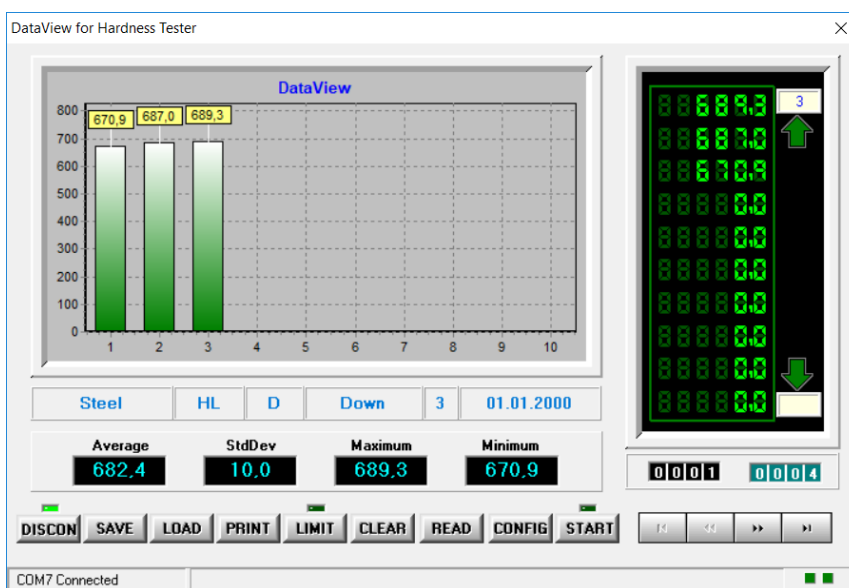 DataView for Hardness Tester
DataView
800
700
600
500
400
300
200
100
0
670,9 687,0 689,3
1 2 3 4 5 6 7 8 9 10
689,3
687,0
670,9
0,0
0,0
0,0
0,0
0,0
0,0
0,0
3
Steel HL D Down 3 01.01.2000
Average StdDev Maximum Minimum
682,4 10,0 689,3 670,9
0001 0004
DISCON SAVE LOAD PRINT LIMIT CLEAR READ CONFIG START
COM7 Connected